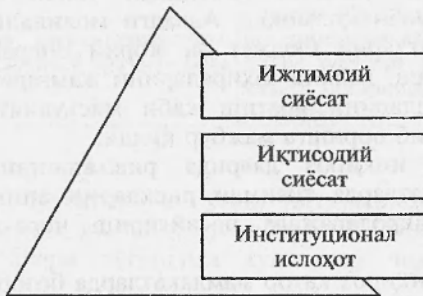 Ижтимоий
сиёсат
Иқтисодий
сиёсат
Институционал
ислоҳот